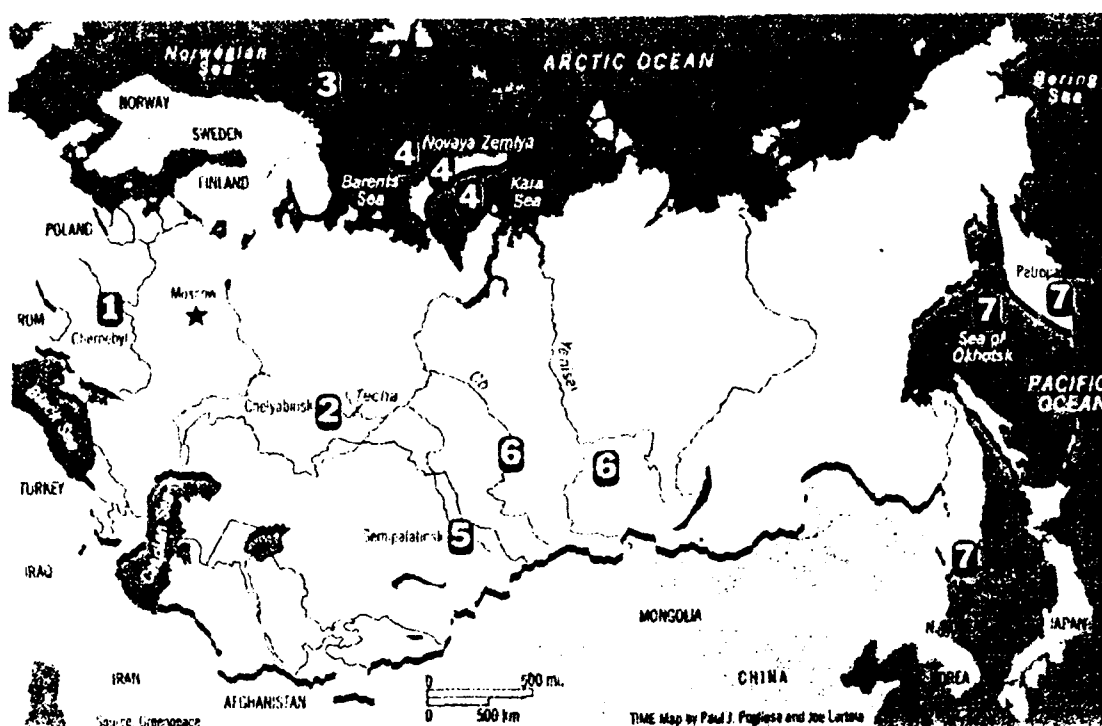 Norwegian
Sea
3
ARCTIC OCEAN
Bering
Sea
NORWAY
SWEDEN
4
Novaya Zemlya
4
4
FINLAND
Barents
Sea
Kara
Sea
POLAND
1
Moscow
7
7
RUM
Chernobyl
Sea of
Okhotsk
Yenisei
Ob
PACIFIC
OCEAN
Chelyabinsk
2
Techa
6
6
TURKEY
Semipalatinsk
5
7
IRAQ
MONGOLIA
N.
JAPAN
IRAN
AFGHANISTAN
0
500 mi.
0
500 km
CHINA
KOREA
Source: Greenpeace
TIME Map by Paul J. Pugliese and Joe Lertola